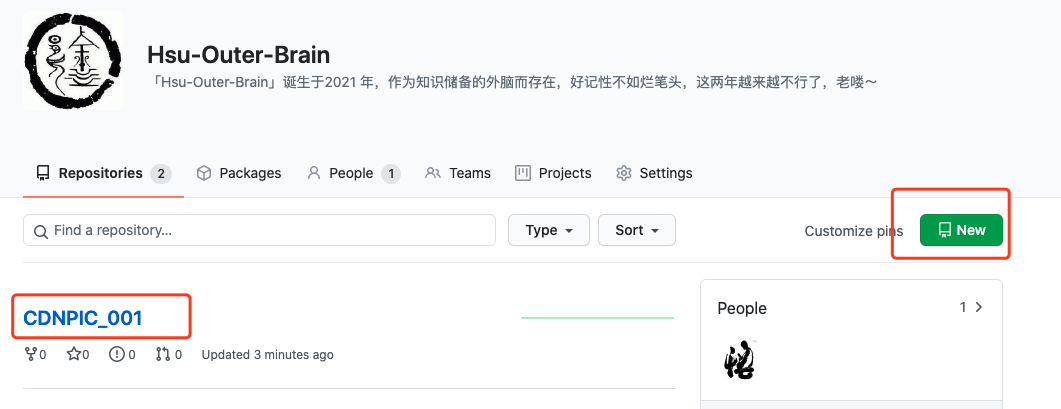 Hsu-Outer-Brain
「Hsu-Outer-Brain」诞生于2021 年，作为知识储备的外脑而存在，好记性不如烂笔头，这两年越来越不行了，老喽～
Repositories 2 Packages People 1 Teams Projects Settings
Find a repository... Type Sort Customize pins New
CDNPIC_001
0 0 0 0 Updated 3 minutes ago
People 1
悟